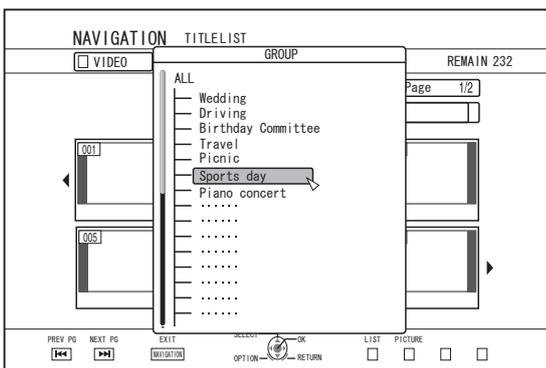 NAVIGATION TITLELIST
GROUP
VIDEO
REMAIN 232
ALL
Page 1/2
Wedding
Driving
Birthday Committee
Travel
Picnic
Sports day
Piano concert
······
······
······
······
······
······
······
······
001
005
PREV PG NEXT PG EXIT OK LIST PICTURE
NAVIGATION
OPTION RETURN